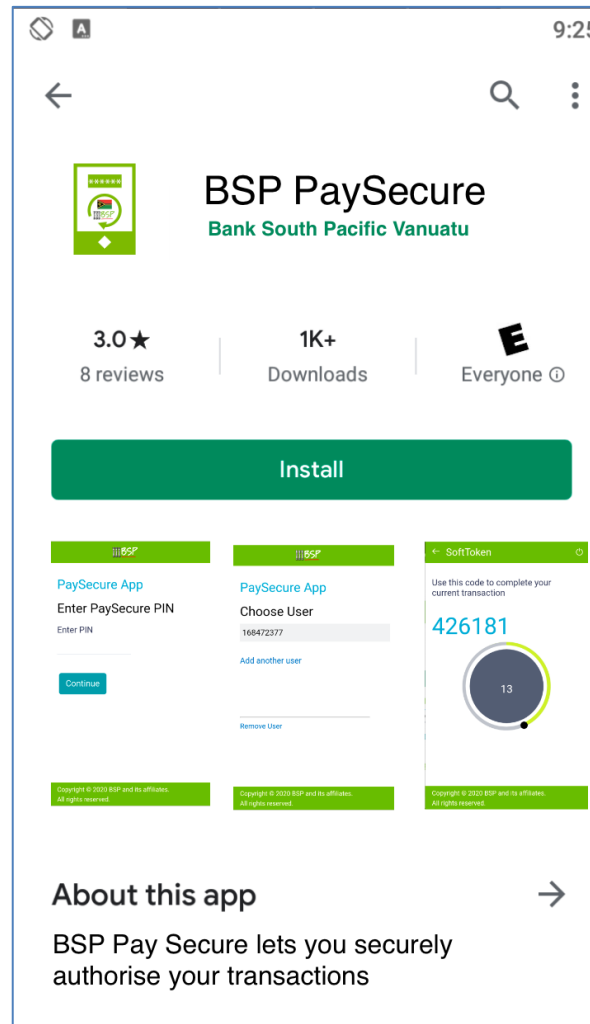 9:25
BSP PaySecure
Bank South Pacific Vanuatu
3.0★
8 reviews
1K+
Downloads
E
Everyone
Install
BSP
PaySecure App
Enter PaySecure PIN
Enter PIN
Continue
Copyright © 2020 BSP and its affiliates.
All rights reserved.
BSP
PaySecure App
Choose User
168472377
Add another user
Remove User
Copyright © 2020 BSP and its affiliates.
All rights reserved.
SoftToken
Use this code to complete your
current transaction
426181
13
Copyright © 2020 BSP and its affiliates.
All rights reserved.
About this app
BSP Pay Secure lets you securely
authorise your transactions